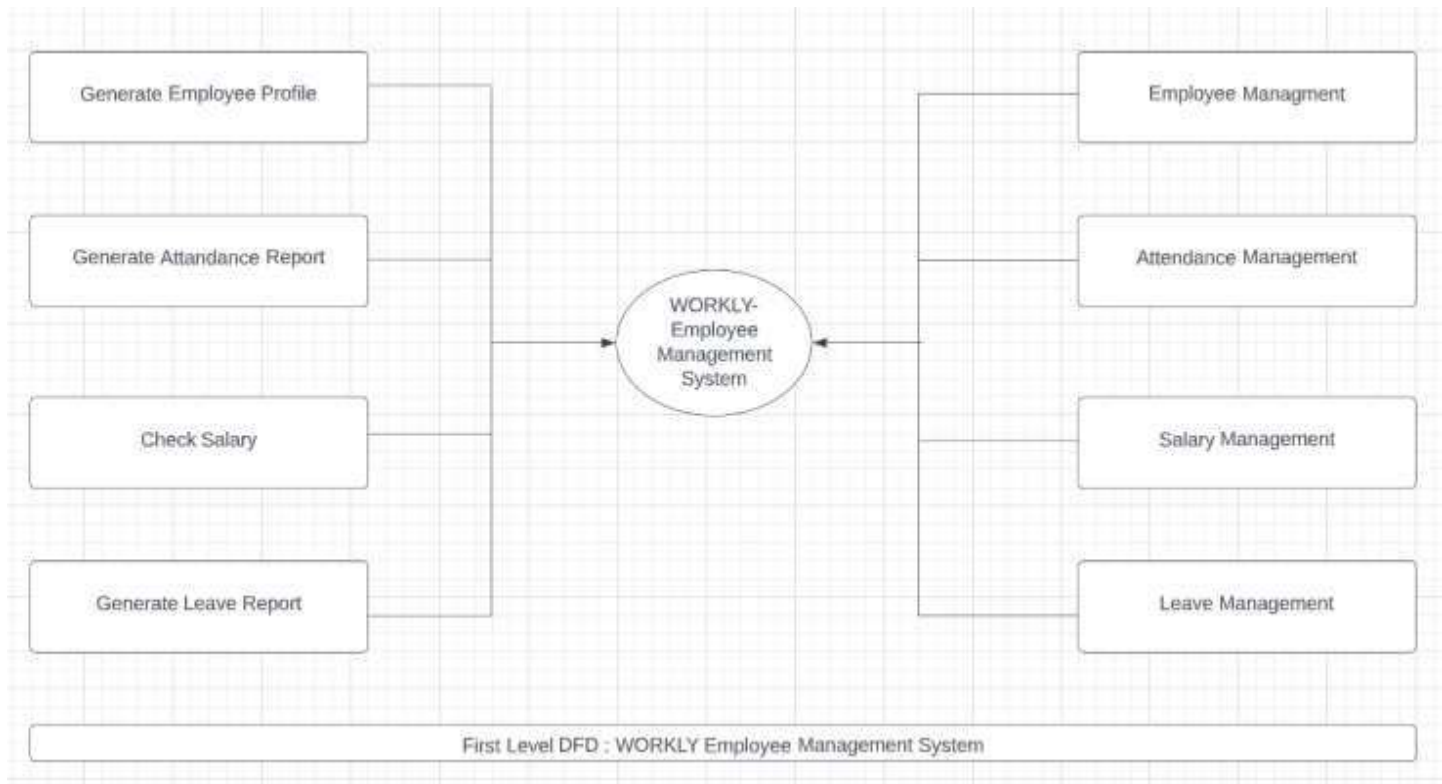 Generate Employee Profile
Employee Managment
Generate Attandance Report
Attendance Management
WORKLY-
Employee
Management
System
Check Salary
Salary Management
Generate Leave Report
Leave Management
First Level DFD : WORKLY Employee Management System